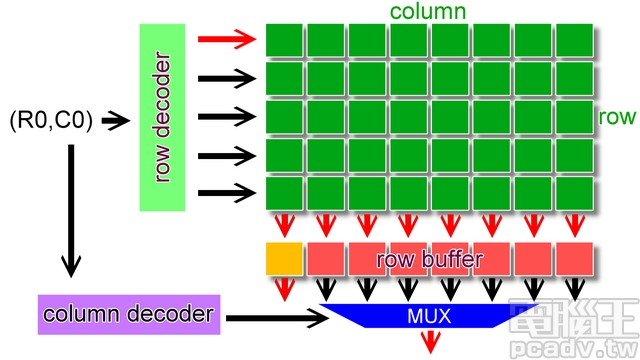 column
row decoder
(R0,C0)
row
row buffer
column decoder
MUX
電腦王
pcadv.tw